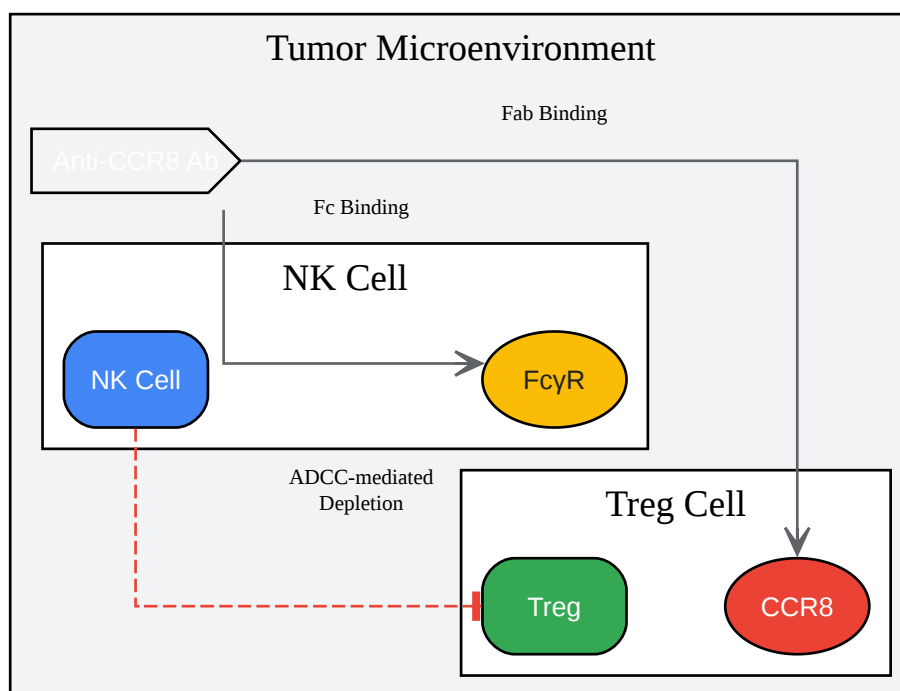 Tumor Microenvironment
Fab Binding
Anti-CCR8 Ab
Fc Binding
NK Cell
NK Cell
FcγR
ADCC-mediated
Depletion
Treg Cell
Treg
CCR8